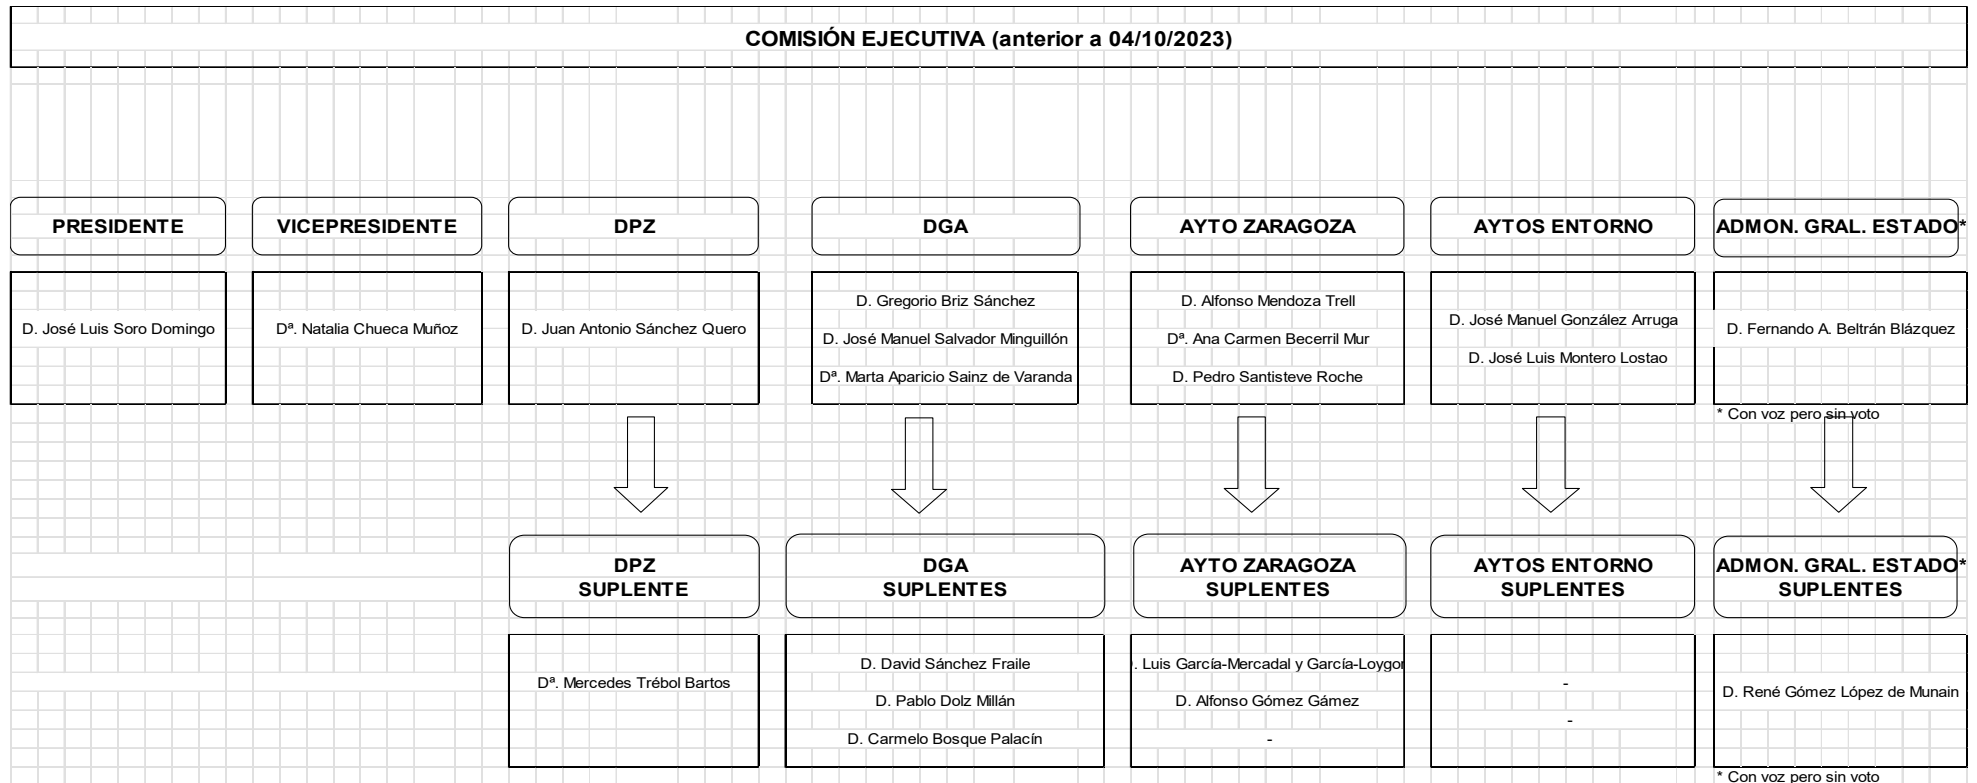 COMISIÓN EJECUTIVA (anterior a 04/10/2023)
PRESIDENTE
VICEPRESIDENTE
DPZ
DGA
AYTO ZARAGOZA
AYTOS ENTORNO
ADMON. GRAL. ESTADO*
D. José Luis Soro Domingo
Dª. Natalia Chueca Muñoz
D. Juan Antonio Sánchez Quero
D. Gregorio Briz Sánchez
D. José Manuel Salvador Minguillón
Dª. Marta Aparicio Sainz de Varanda
D. Alfonso Mendoza Trell
Dª. Ana Carmen Becerril Mur
D. Pedro Santisteve Roche
D. José Manuel González Arruga
D. José Luis Montero Lostao
D. Fernando A. Beltrán Blázquez
* Con voz pero sin voto
DPZ
SUPLENTE
DGA
SUPLENTES
AYTO ZARAGOZA
SUPLENTES
AYTOS ENTORNO
SUPLENTES
ADMON. GRAL. ESTADO*
SUPLENTES
Dª. Mercedes Trébol Bartos
D. David Sánchez Fraile
D. Pablo Dolz Millán
D. Carmelo Bosque Palacín
. Luis García-Mercadal y García-Loygor
D. Alfonso Gómez Gámez
-
-
-
D. René Gómez López de Munain
* Con voz pero sin voto